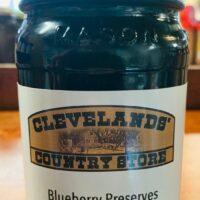 MASON
CLEVELANDS'
COUNTRY STORE
Blueberry Preserves